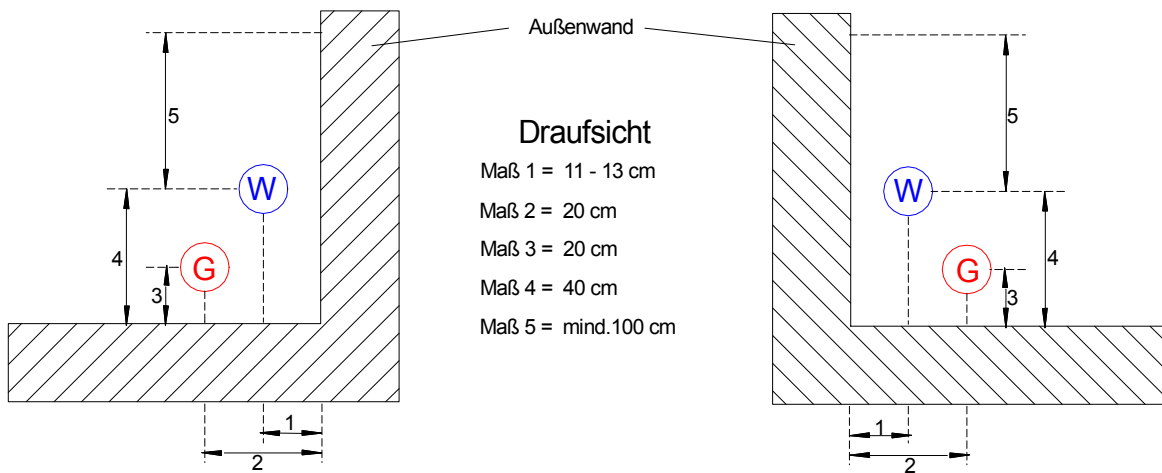 Außenwand
Draufsicht
Maß 1 = 11 - 13 cm
Maß 2 = 20 cm
Maß 3 = 20 cm
Maß 4 = 40 cm
Maß 5 = mind.100 cm
5
W
4
G
3
1
2
5
W
4
G
3
1
2